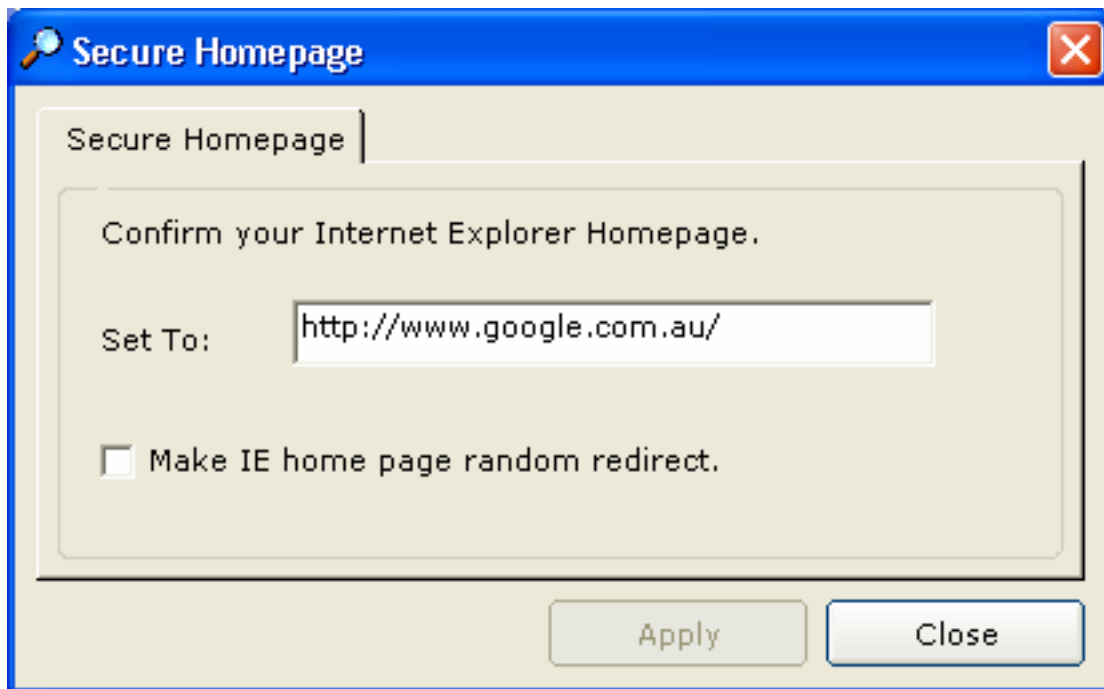 Secure Homepage
Secure Homepage
Confirm your Internet Explorer Homepage.
Set To: http://www.google.com.au/
Make IE home page random redirect.
Apply Close